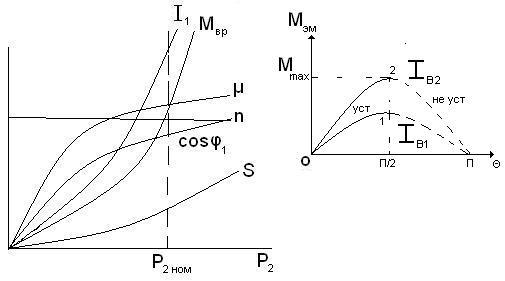 I₁
Mвр
μ
n
cosφ₁
S
P₂ ном
P₂
Mэм
Mmax
2
IВ2
уст
не уст
1
IВ1
O
П/2
П
Θ